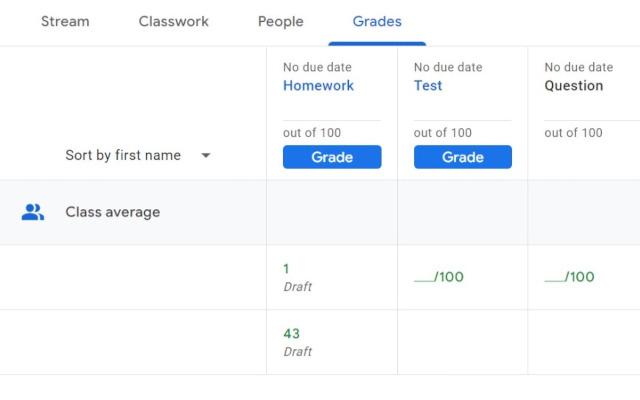 Stream Classwork People Grades
No due date No due date No due date
Homework Test Question
out of 100 out of 100 out of 100
Sort by first name Grade Grade
Class average
1
Draft
__/100 __/100
43
Draft